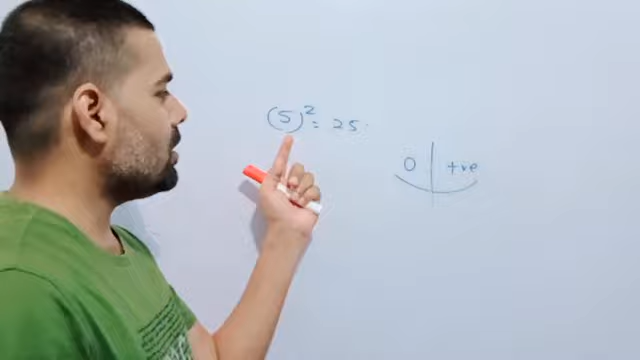 (5)² = 25
0 | +ve